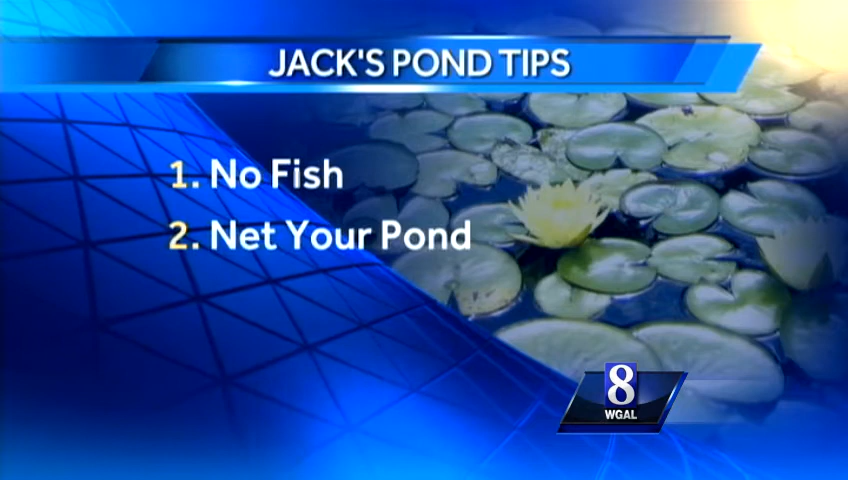 JACK'S POND TIPS
1. No Fish
2. Net Your Pond
8
WGAL